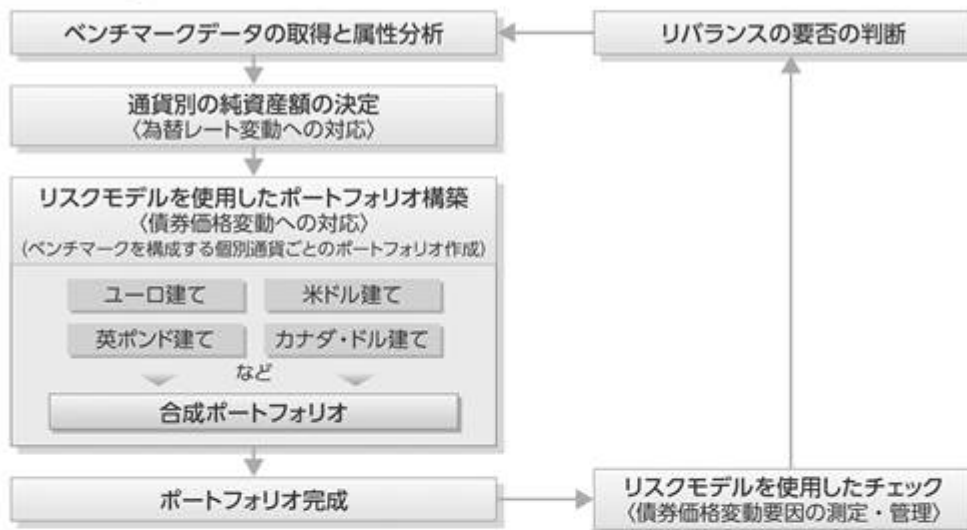 ベンチマークデータの取得と属性分析
リバランスの要否の判断
通貨別の純資産額の決定
〈為替レート変動への対応〉
リスクモデルを使用したポートフォリオ構築
〈債券価格変動への対応〉
(ベンチマークを構成する個別通貨ごとのポートフォリオ作成)
ユーロ建て
米ドル建て
英ポンド建て
カナダ・ドル建て
など
合成ポートフォリオ
ポートフォリオ完成
リスクモデルを使用したチェック
〈債券価格変動要因の測定・管理〉